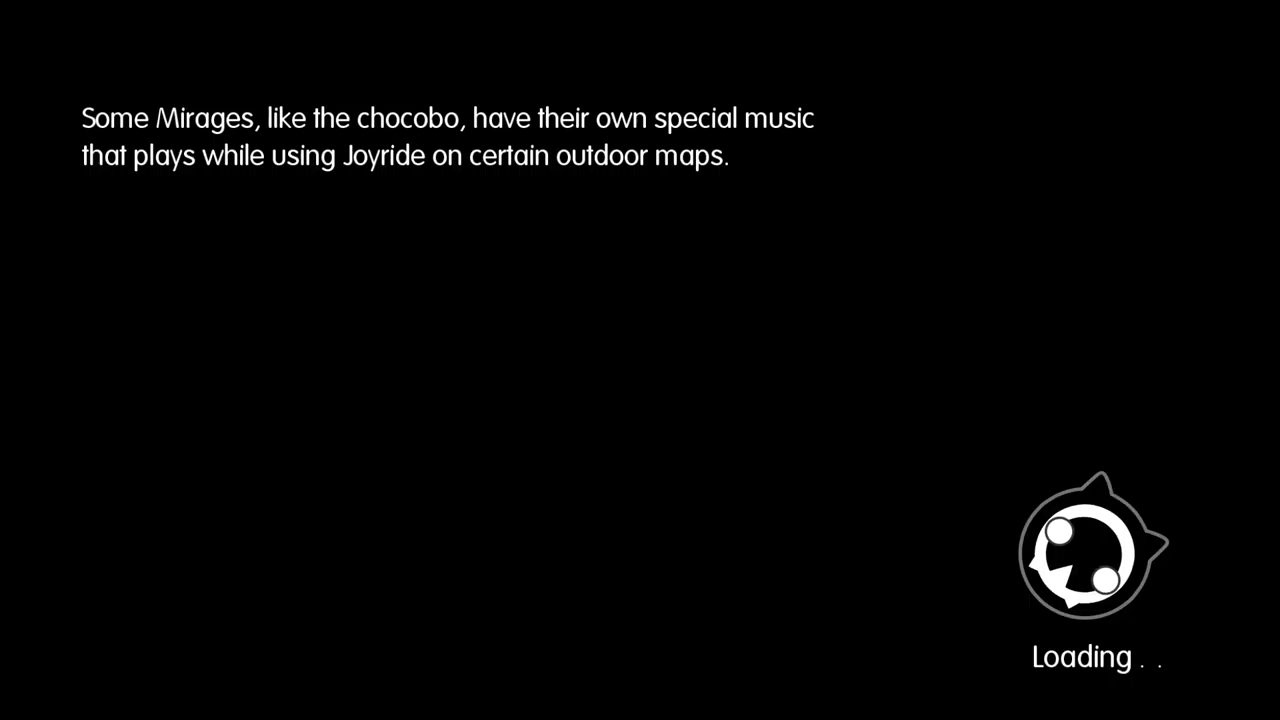 Some Mirages, like the chocobo, have their own special music
that plays while using Joyride on certain outdoor maps.
Loading . .